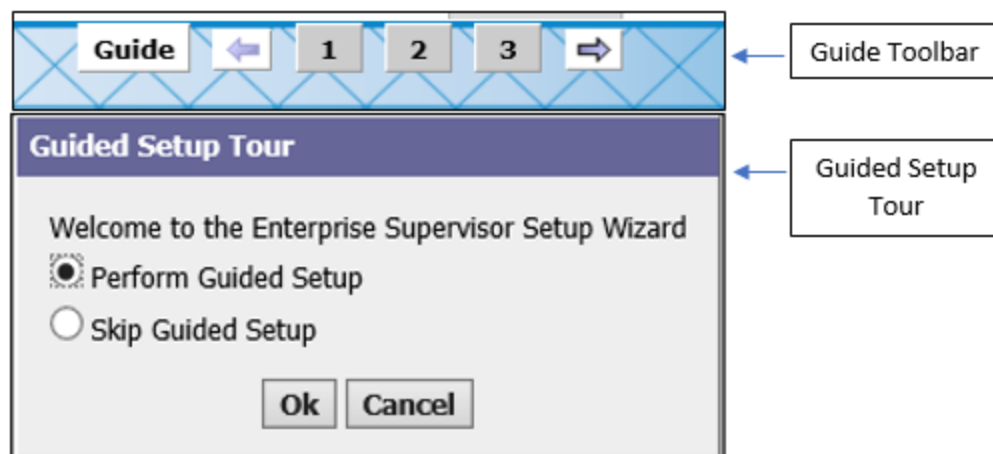 Guide 1 2 3
Guide Toolbar
Guided Setup Tour
Guided Setup
Tour
Welcome to the Enterprise Supervisor Setup Wizard
Perform Guided Setup
Skip Guided Setup
Ok Cancel